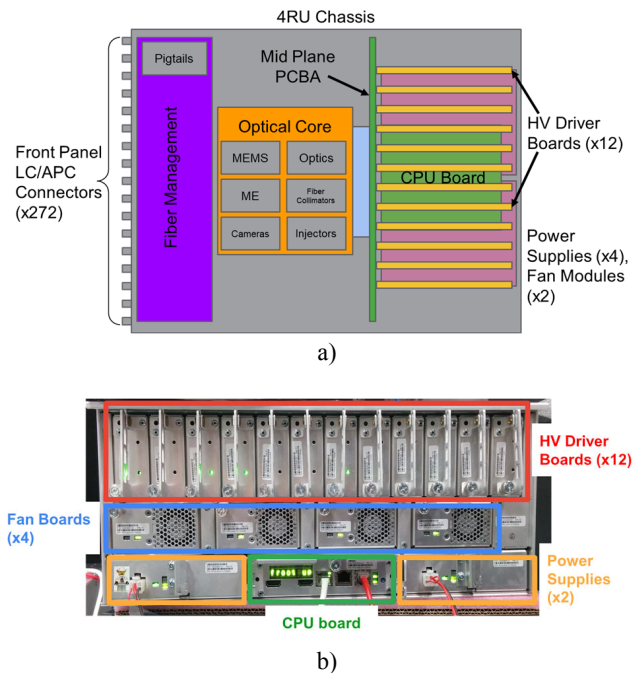 4RU Chassis
Pigtails
Mid Plane
PCBA
Fiber Management
Optical Core
MEMS
Optics
ME
Fiber
Collimators
Cameras
Injectors
CPU Board
Front Panel
LC/APC
Connectors
(x272)
HV Driver
Boards (x12)
Power
Supplies (x4),
Fan Modules
(x2)
a)
HV Driver
Boards (x12)
Fan Boards
(x4)
Power
Supplies
(x2)
CPU board
b)